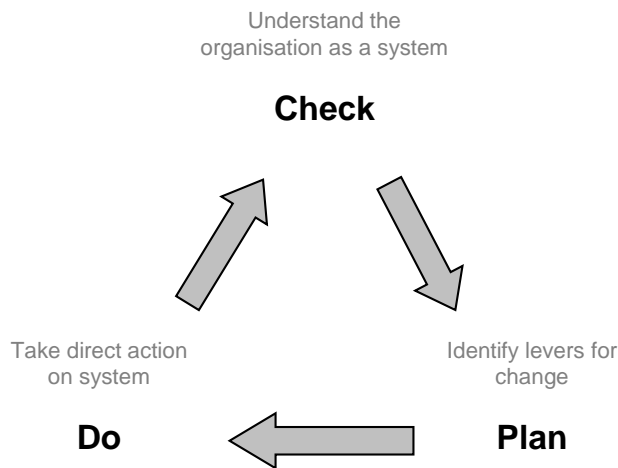 Understand the
organisation as a system
Check
Take direct action
on system
Identify levers for
change
Do
Plan